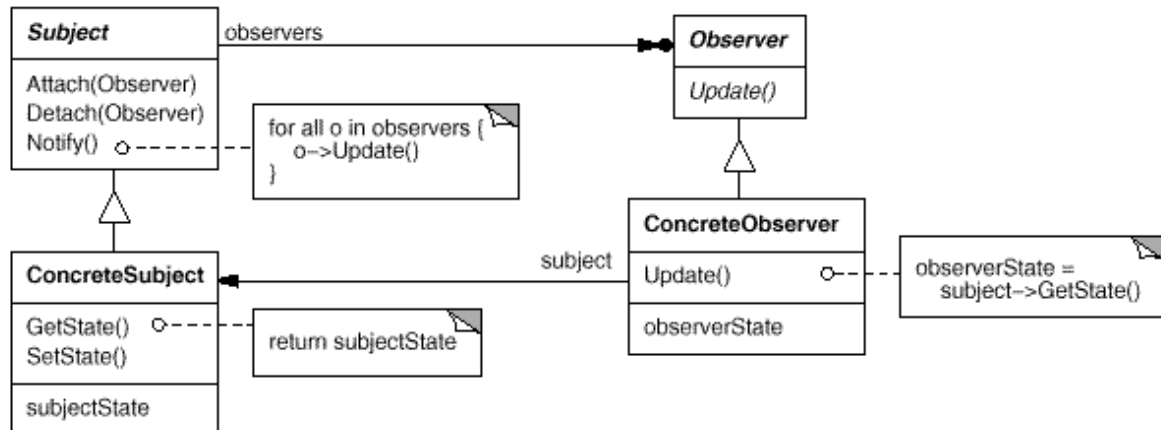 Subject
observers
Observer
Attach(Observer)
Detach(Observer)
Notify()
for all o in observers {
o->Update()
}
Update()
ConcreteSubject
GetState()
SetState()
subjectState
return subjectState
subject
ConcreteObserver
Update()
observerState
observerState =
subject->GetState()